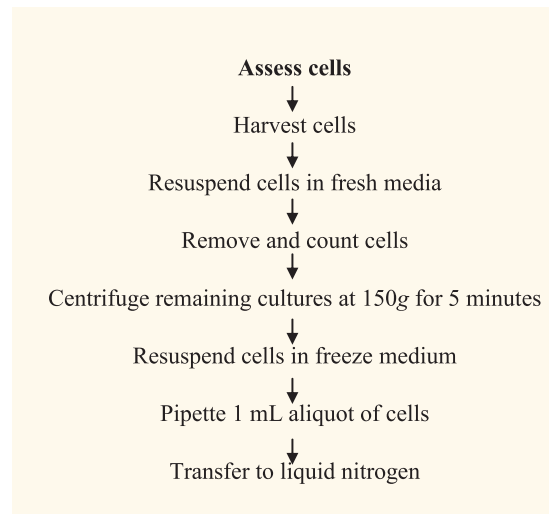 Assess cells
Harvest cells
Resuspend cells in fresh media
Remove and count cells
Centrifuge remaining cultures at 150g for 5 minutes
Resuspend cells in freeze medium
Pipette 1 mL aliquot of cells
Transfer to liquid nitrogen